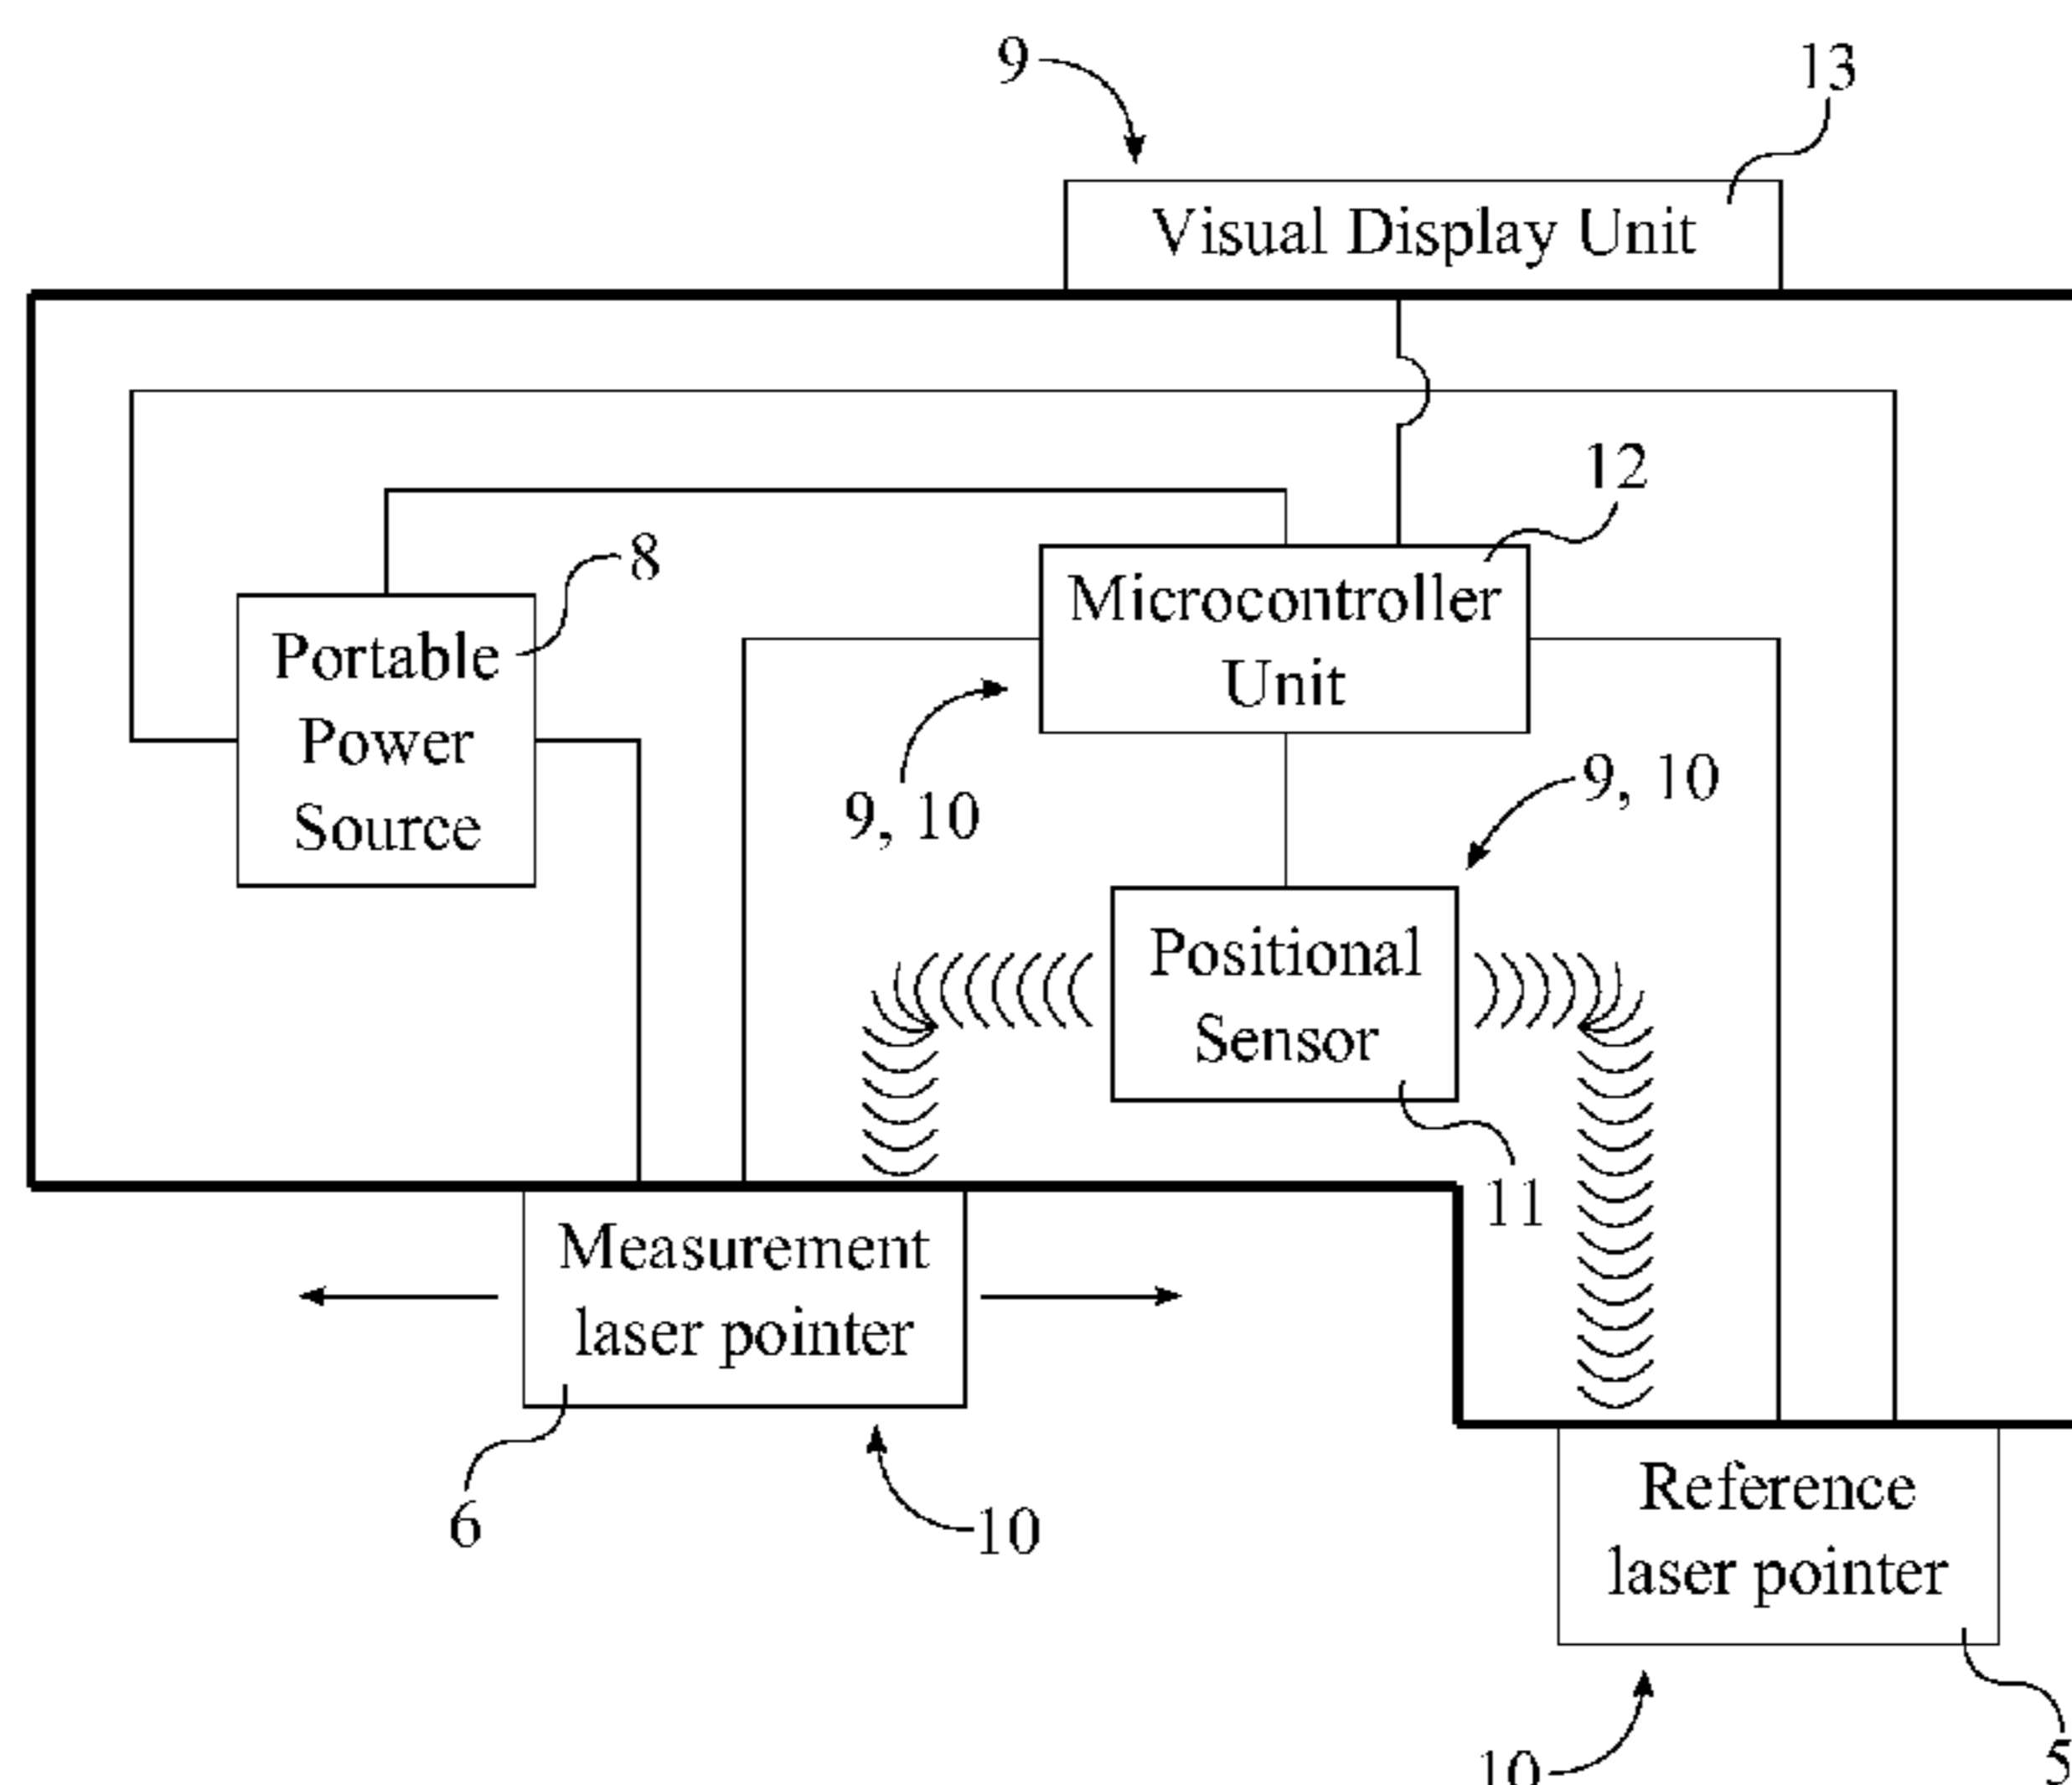 9
13
Visual Display Unit
12
8
Microcontroller
Unit
Portable
Power
Source
9, 10
9, 10
Positional
Sensor
11
Measurement
laser pointer
6
10
Reference
laser pointer
10
5